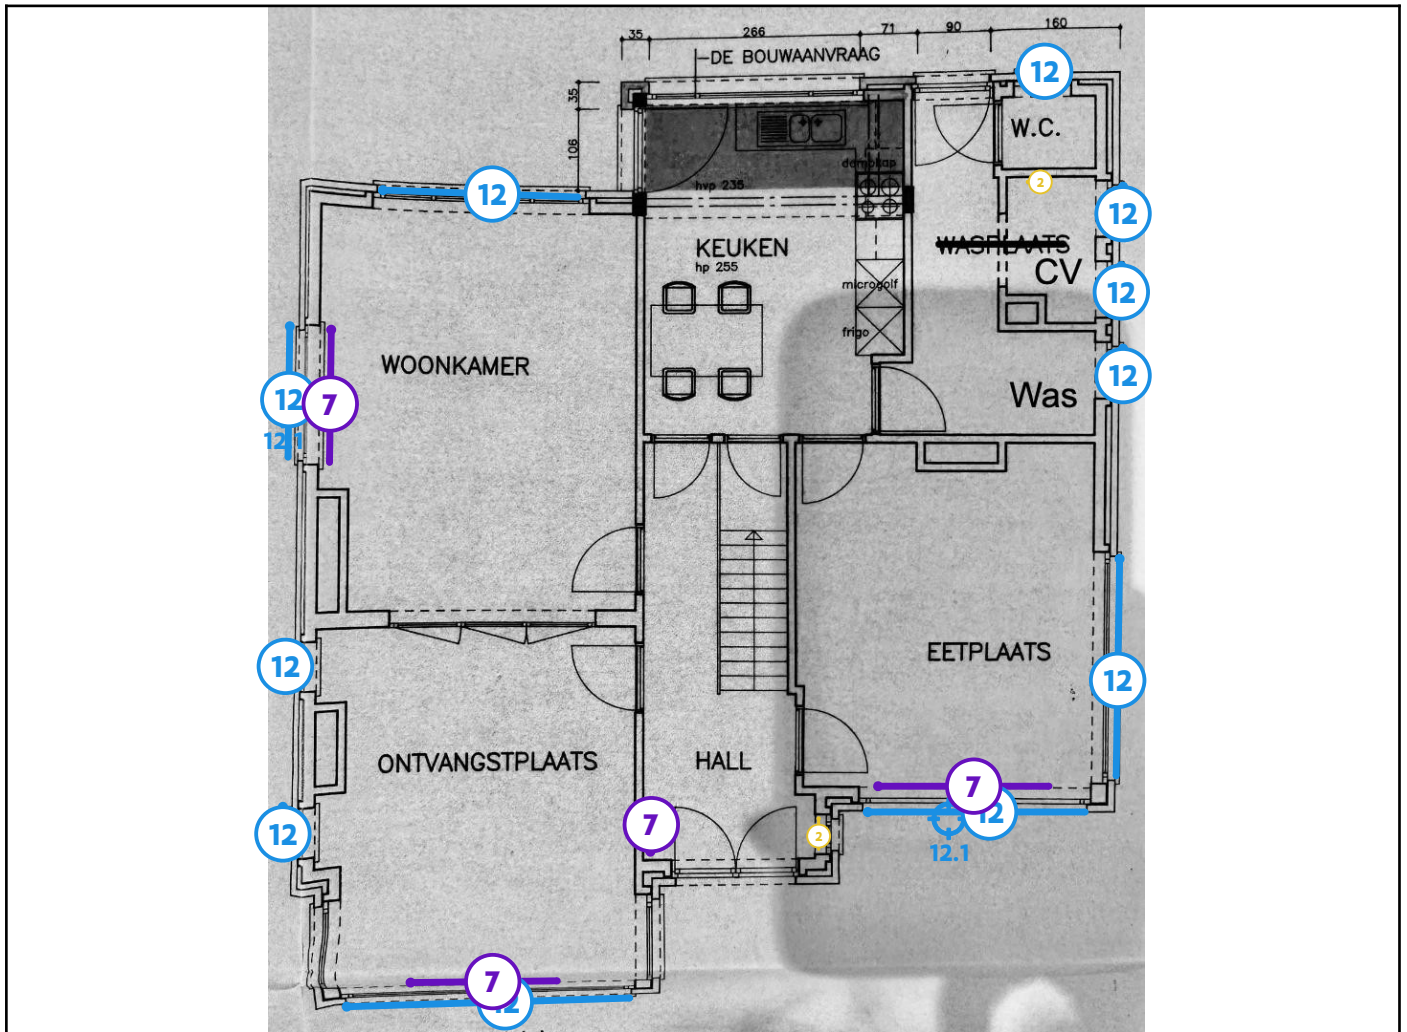 35 266 71 90 160
DE BOUWAANVRAAG
35
12
106
W.C.
dampkap
2
hvp 235
12
12
KEUKEN
WASPLAATS
hp 255
CV
microgolf
12
frigo
WOONKAMER
12
12
7
Was
12.1
EETPLAATS
12
12
ONTVANGSTPLAATS
HALL
7
12
7
12
2
12.1
7
12